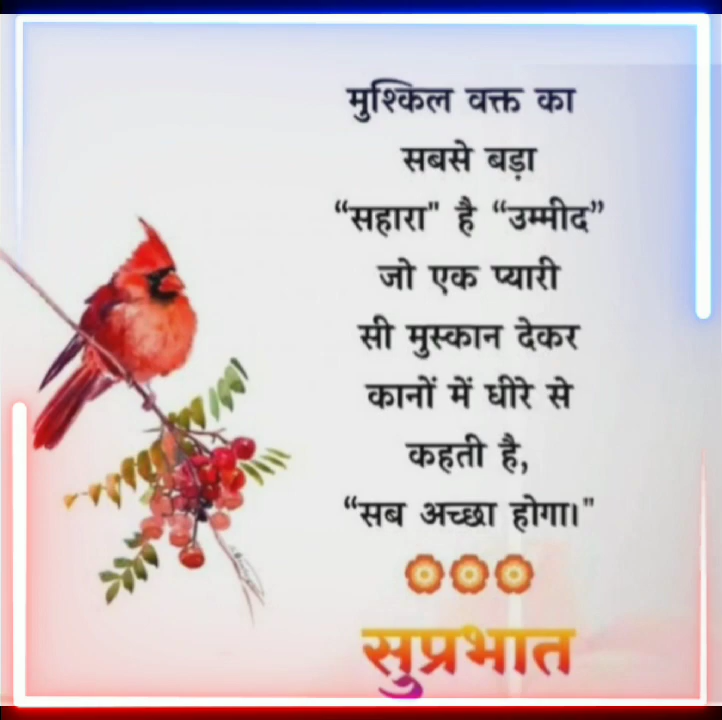 मुश्किल वक्त का
सबसे बड़ा
“सहारा" है “उम्मीद”
जो एक प्यारी
सी मुस्कान देकर
कानों में धीरे से
कहती है,
“सब अच्छा होगा।"
सुप्रभात